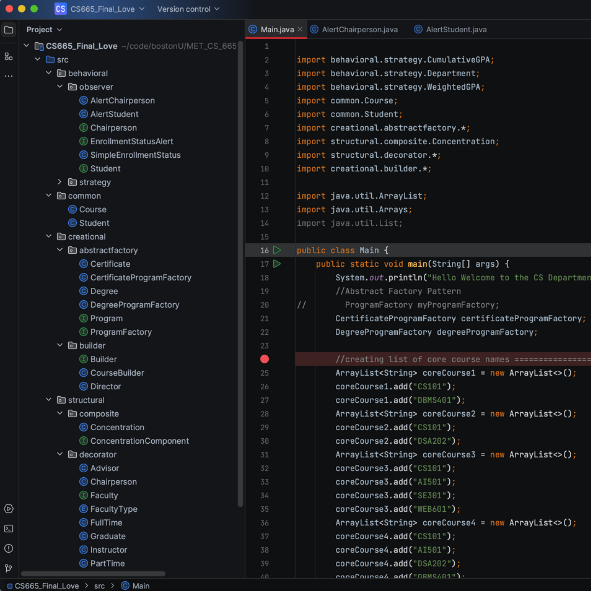 CS CS665_Final_Love Version control
Project
CS665_Final_Love ~/code/bostonU/MET_CS_665
src
behavioral
observer
AlertChairperson
AlertStudent
Chairperson
EnrollmentStatusAlert
SimpleEnrollmentStatus
Student
strategy
common
Course
Student
creational
abstractfactory
Certificate
CertificateProgramFactory
Degree
DegreeProgramFactory
Program
ProgramFactory
builder
Builder
CourseBuilder
Director
structural
composite
Concentration
ConcentrationComponent
decorator
Advisor
Chairperson
Faculty
FacultyType
FullTime
Graduate
Instructor
PartTime
Main.java AlertChairperson.java AlertStudent.java
1
2 import behavioral.strategy.CumulativeGPA;
3 import behavioral.strategy.Department;
4 import behavioral.strategy.WeightedGPA;
5 import common.Course;
6 import common.Student;
7 import creational.abstractfactory.*;
8 import structural.composite.Concentration;
9 import structural.decorator.*;
10 import creational.builder.*;
11
12 import java.util.ArrayList;
13 import java.util.Arrays;
14 import java.util.List;
15
16 public class Main {
17 public static void main(String[] args) {
18 System.out.println("Hello Welcome to the CS Departmen
19 //Abstract Factory Pattern
20 // ProgramFactory myProgramFactory;
21 CertificateProgramFactory certificateProgramFactory;
22 DegreeProgramFactory degreeProgramFactory;
23
//creating list of core course names ================
25 ArrayList<String> coreCourse1 = new ArrayList<>();
26 coreCourse1.add("CS101");
27 coreCourse1.add("DBMS401");
28 ArrayList<String> coreCourse2 = new ArrayList<>();
29 coreCourse2.add("CS101");
30 coreCourse2.add("DSA202");
31 ArrayList<String> coreCourse3 = new ArrayList<>();
32 coreCourse3.add("CS101");
33 coreCourse3.add("AI501");
34 coreCourse3.add("SE301");
35 coreCourse3.add("WEB601");
36 ArrayList<String> coreCourse4 = new ArrayList<>();
37 coreCourse4.add("CS101");
38 coreCourse4.add("AI501");
39 coreCourse4.add("DSA202");
40 coreCourse4.add("DBMS401");
CS665_Final_Love > src > Main